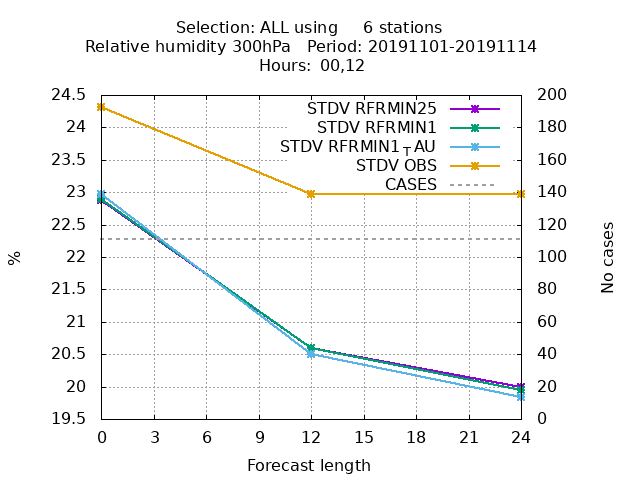 Selection: ALL using 6 stations
Relative humidity 300hPa Period: 20191101-20191114
Hours: 00,12
STDV RFRMIN25
STDV RFRMIN1
STDV RFRMIN1TAU
STDV OBS
CASES
24.5
24
23.5
23
22.5
22
21.5
21
20.5
20
19.5
%
200
180
160
140
120
100
80
60
40
20
0
No cases
0 3 6 9 12 15 18 21 24
Forecast length